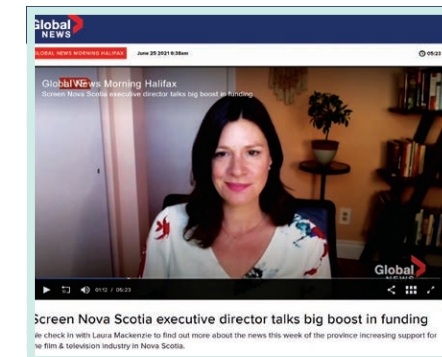 Global
NEWS
GLOBAL NEWS MORNING HALIFAX June 25 2021 9:38am 05:23
Global News Morning Halifax
Screen Nova Scotia executive director talks big boost in funding
Global
NEWS
01:12 / 05:23
Screen Nova Scotia executive director talks big boost in funding
We check in with Laura Mackenzie to find out more about the news this week of the province increasing support for
the film & television industry in Nova Scotia.